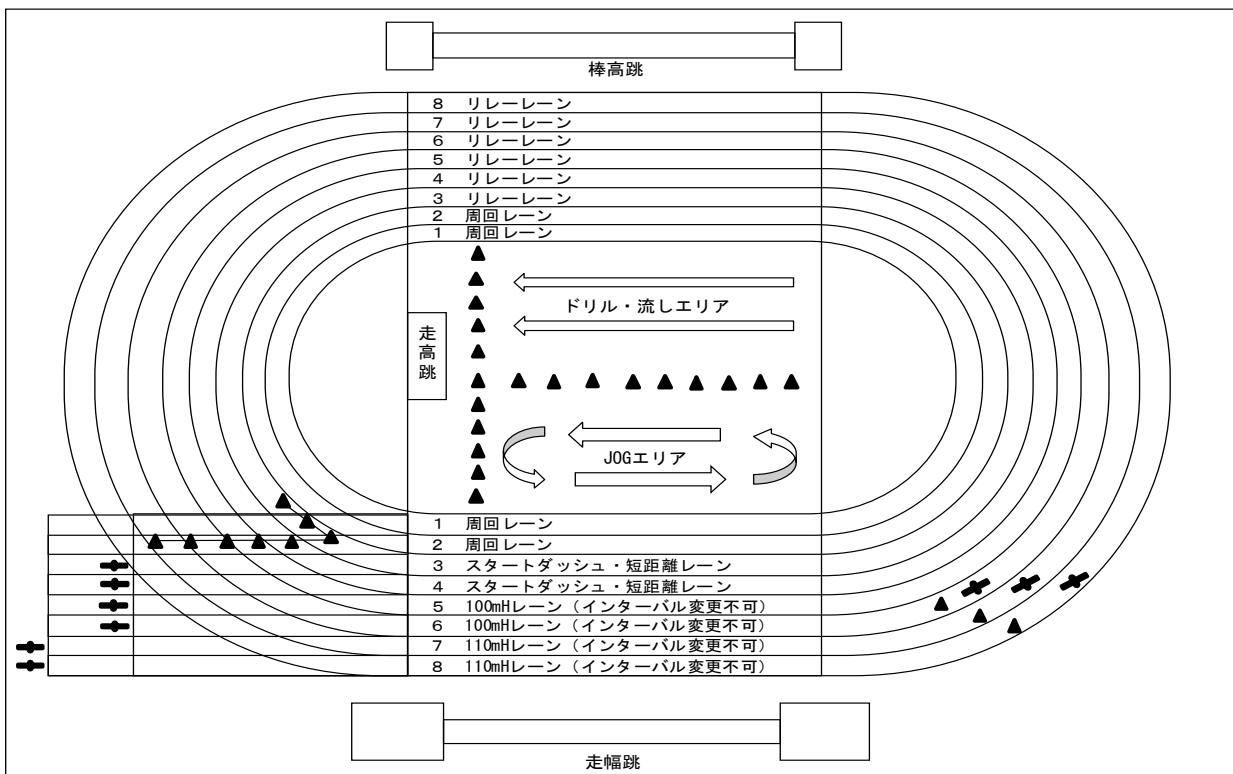 棒高跳
8 リレーレーン
7 リレーレーン
6 リレーレーン
5 リレーレーン
4 リレーレーン
3 リレーレーン
2 周回レーン
1 周回レーン
ドリル・流しエリア
走高跳
JOGエリア
1 周回レーン
2 周回レーン
3 スタートダッシュ・短距離レーン
4 スタートダッシュ・短距離レーン
5 100mHレーン（インターバル変更不可）
6 100mHレーン（インターバル変更不可）
7 110mHレーン（インターバル変更不可）
8 110mHレーン（インターバル変更不可）
走幅跳